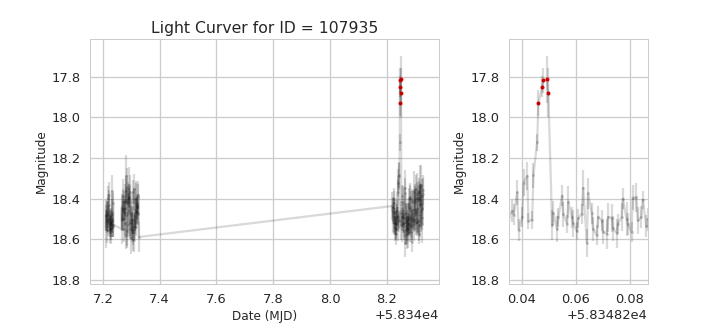 Light Curver for ID = 107935
Magnitude
17.8
18.0
18.2
18.4
18.6
18.8
7.2 7.4 7.6 7.8 8.0 8.2
Date (MJD)
+5.834e4
Magnitude
17.8
18.0
18.2
18.4
18.6
18.8
0.04 0.06 0.08
+5.83482e4